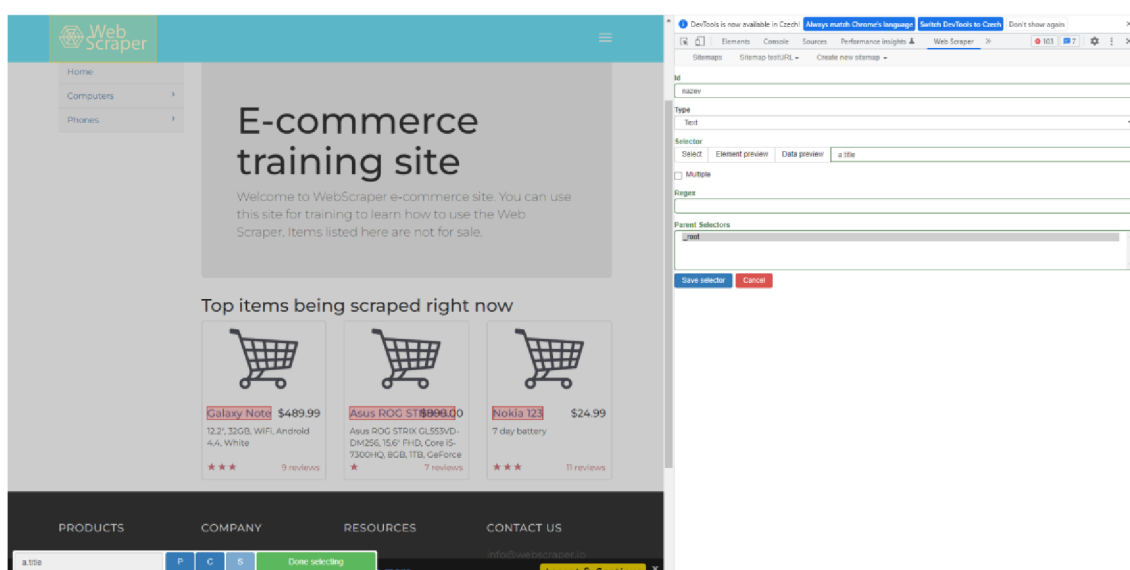 Web
Scraper
Home
Computers
Phones
E-commerce
training site
Welcome to WebScraper e-commerce site. You can use
this site for training to learn how to use the Web
Scraper. Items listed here are not for sale.
Top items being scraped right now
Galaxy Note $489.99
12.2", 32GB, WiFi, Android
4.4, White
9 reviews
Asus ROG ST $899.00
Asus ROG STRIX GL553VD-
DM256, 15.6" FHD, Core i5-
7300HQ, 8GB, 1TB, GeForce
7 reviews
Nokia 123 $24.99
7 day battery
11 reviews
PRODUCTS COMPANY RESOURCES CONTACT US
info@webscraper.io
a.title P C S Done selecting
DevTools is now available in Czech! Always match Chrome's language Switch DevTools to Czech Don't show again ×
Elements Console Sources Performance insights Web Scraper » 103 7 ×
Sitemaps Sitemap testURL Create new sitemap
Id
nazev
Type
Text
Selector
Select Element preview Data preview a.title
Multiple
Regex
Parent Selectors
_root
Save selector Cancel